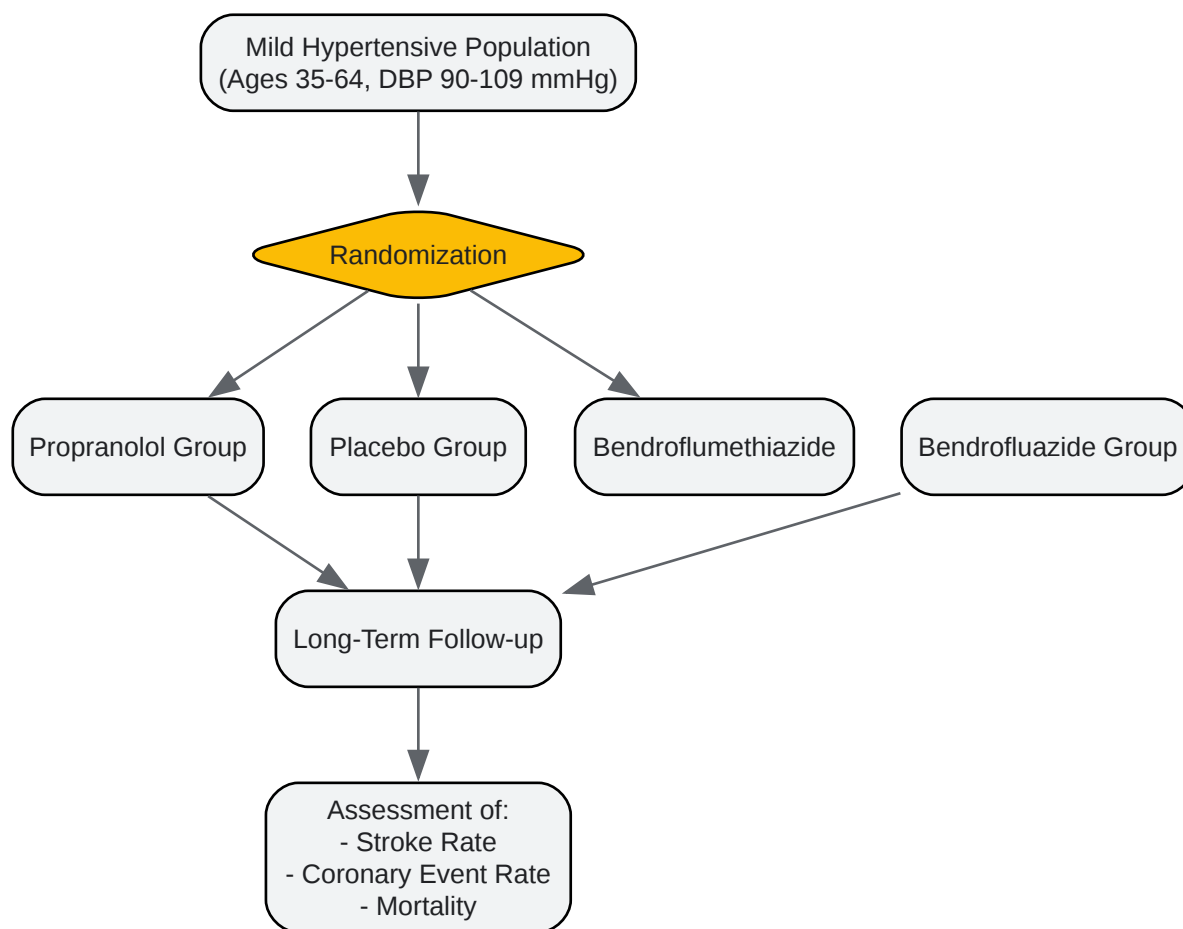 Mild Hypertensive Population
(Ages 35-64, DBP 90-109 mmHg)
Randomization
Propranolol Group
Placebo Group
Bendroflumethiazide
Bendrofluazide Group
Long-Term Follow-up
Assessment of:
- Stroke Rate
- Coronary Event Rate
- Mortality